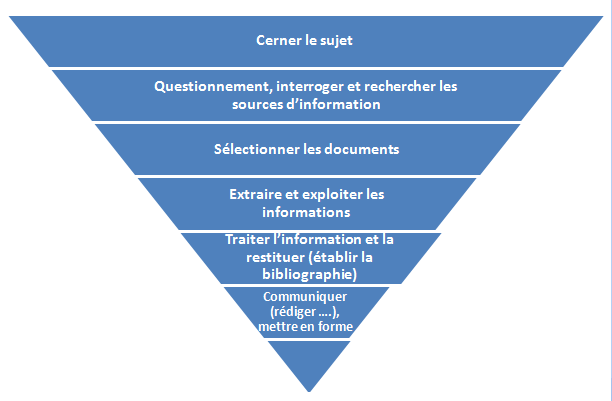 Cerner le sujet
Questionnement, interroger et rechercher les
sources d'information
Sélectionner les documents
Extraire et exploiter les
informations
Traiter l'information et la
restituer (établir la
bibliographie)
Communiquer
(rédiger ....),
mettre en forme